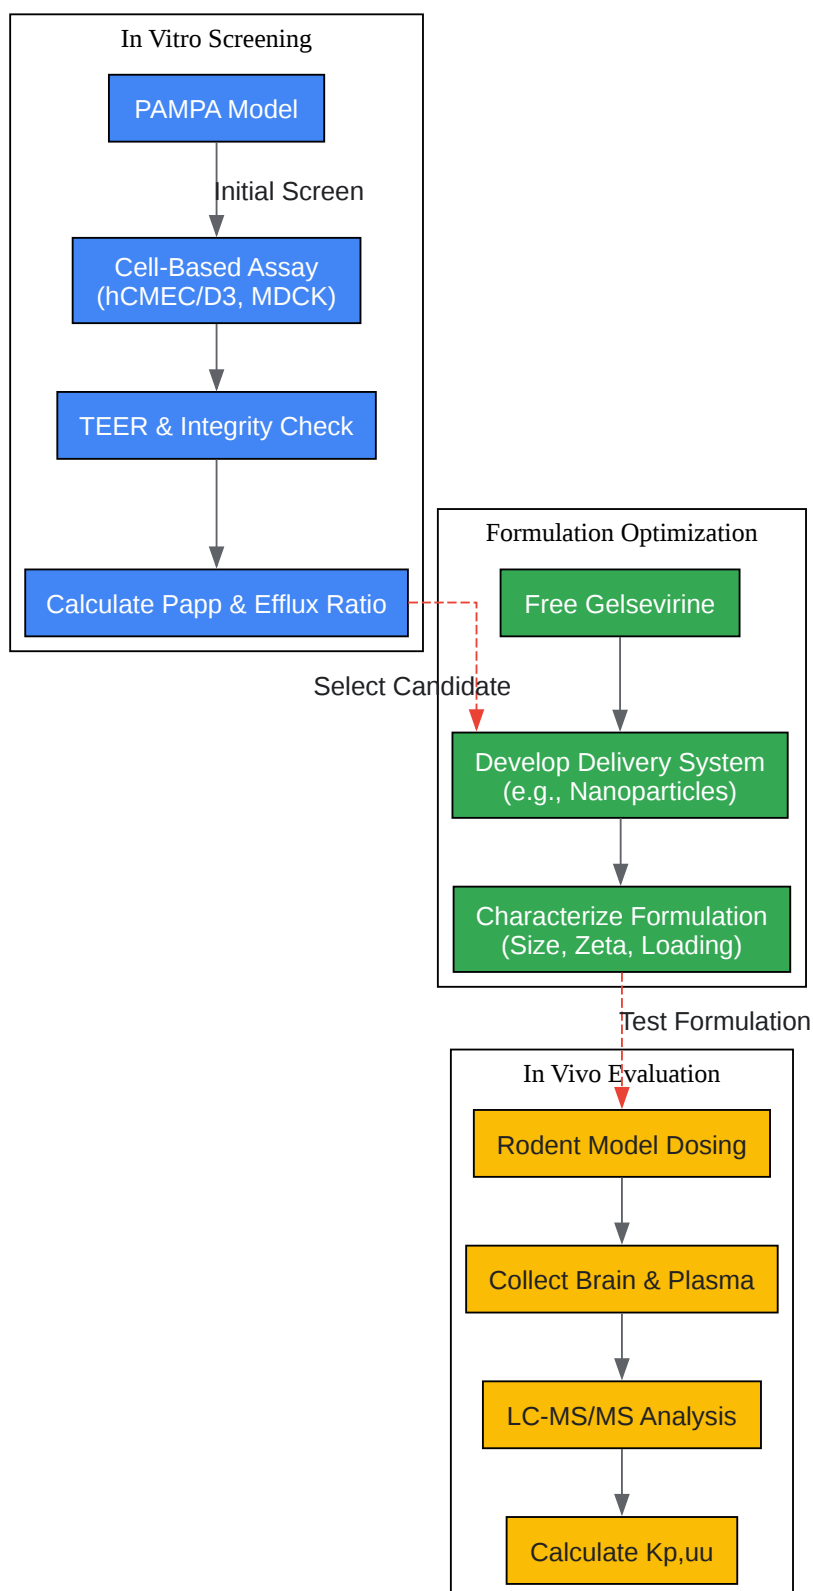 In Vitro Screening
PAMPA Model
Initial Screen
Cell-Based Assay
(hCMEC/D3, MDCK)
TEER & Integrity Check
Calculate Papp & Efflux Ratio
Select Candidate
Formulation Optimization
Free Gelsevirine
Develop Delivery System
(e.g., Nanoparticles)
Characterize Formulation
(Size, Zeta, Loading)
Test Formulation
In Vivo Evaluation
Rodent Model Dosing
Collect Brain & Plasma
LC-MS/MS Analysis
Calculate Kp,uu